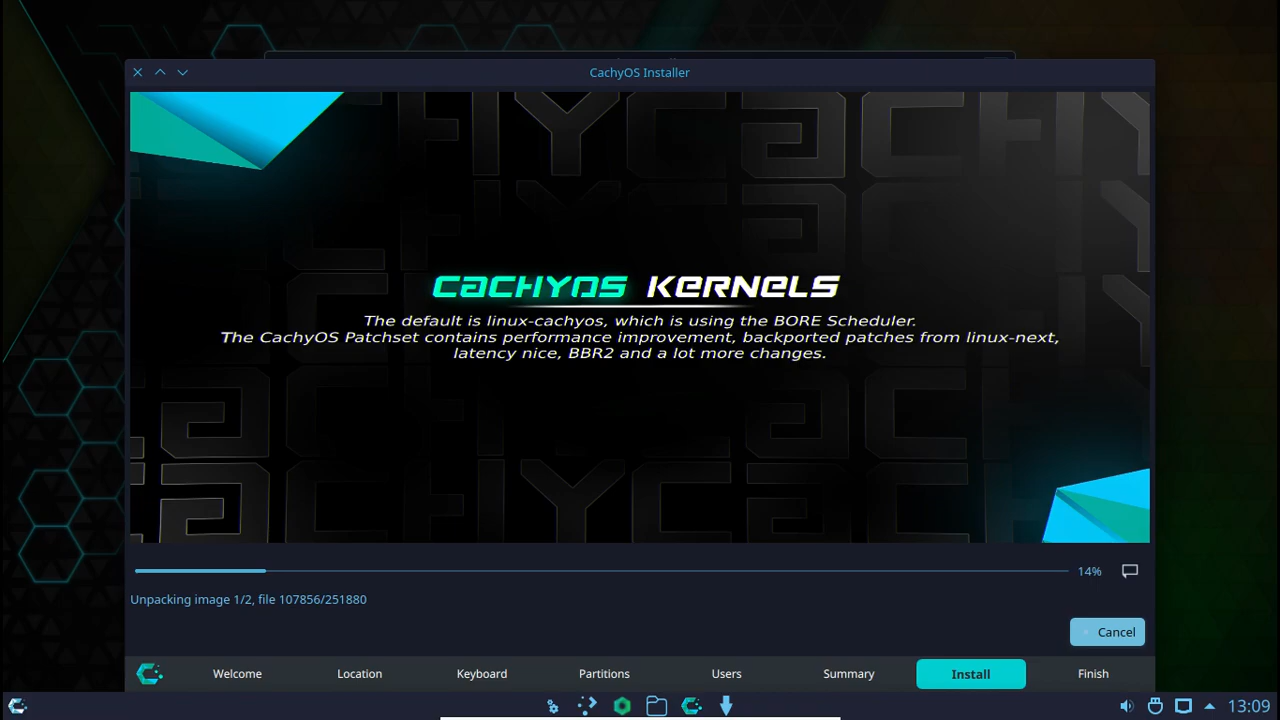 CachyOS Installer
CACHYOS KERNELS
The default is linux-cachyos, which is using the BORE Scheduler.
The CachyOS Patchset contains performance improvement, backported patches from linux-next,
latency nice, BBR2 and a lot more changes.
14%
Unpacking image 1/2, file 107856/251880
Cancel
Welcome Location Keyboard Partitions Users Summary Install Finish
13:09